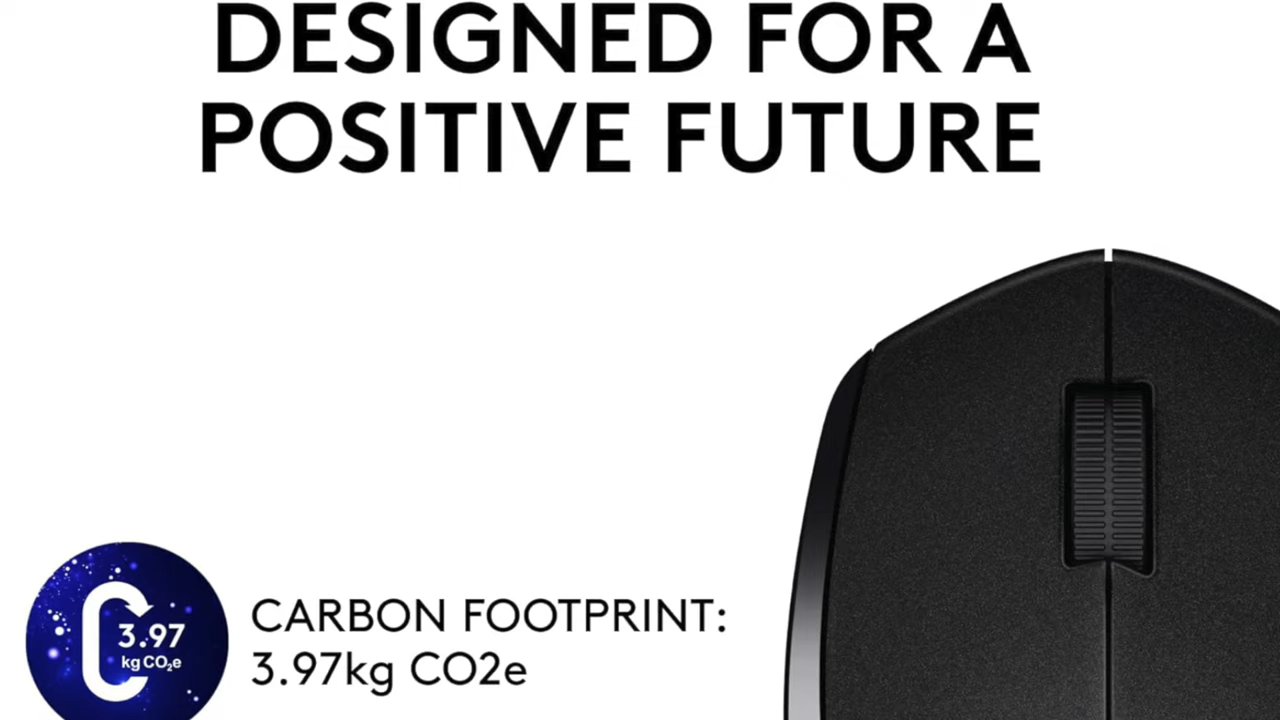 DESIGNED FOR A
POSITIVE FUTURE
3.97
kg CO₂e
CARBON FOOTPRINT:
3.97kg CO2e